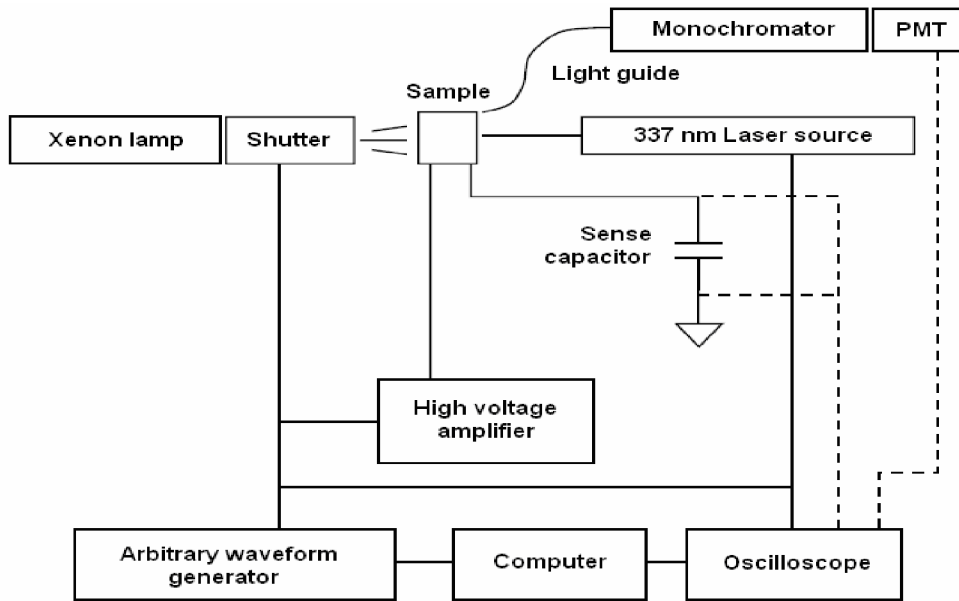 Monochromator
PMT
Light guide
Sample
Xenon lamp
Shutter
337 nm Laser source
Sense
capacitor
High voltage
amplifier
Arbitrary waveform
generator
Computer
Oscilloscope